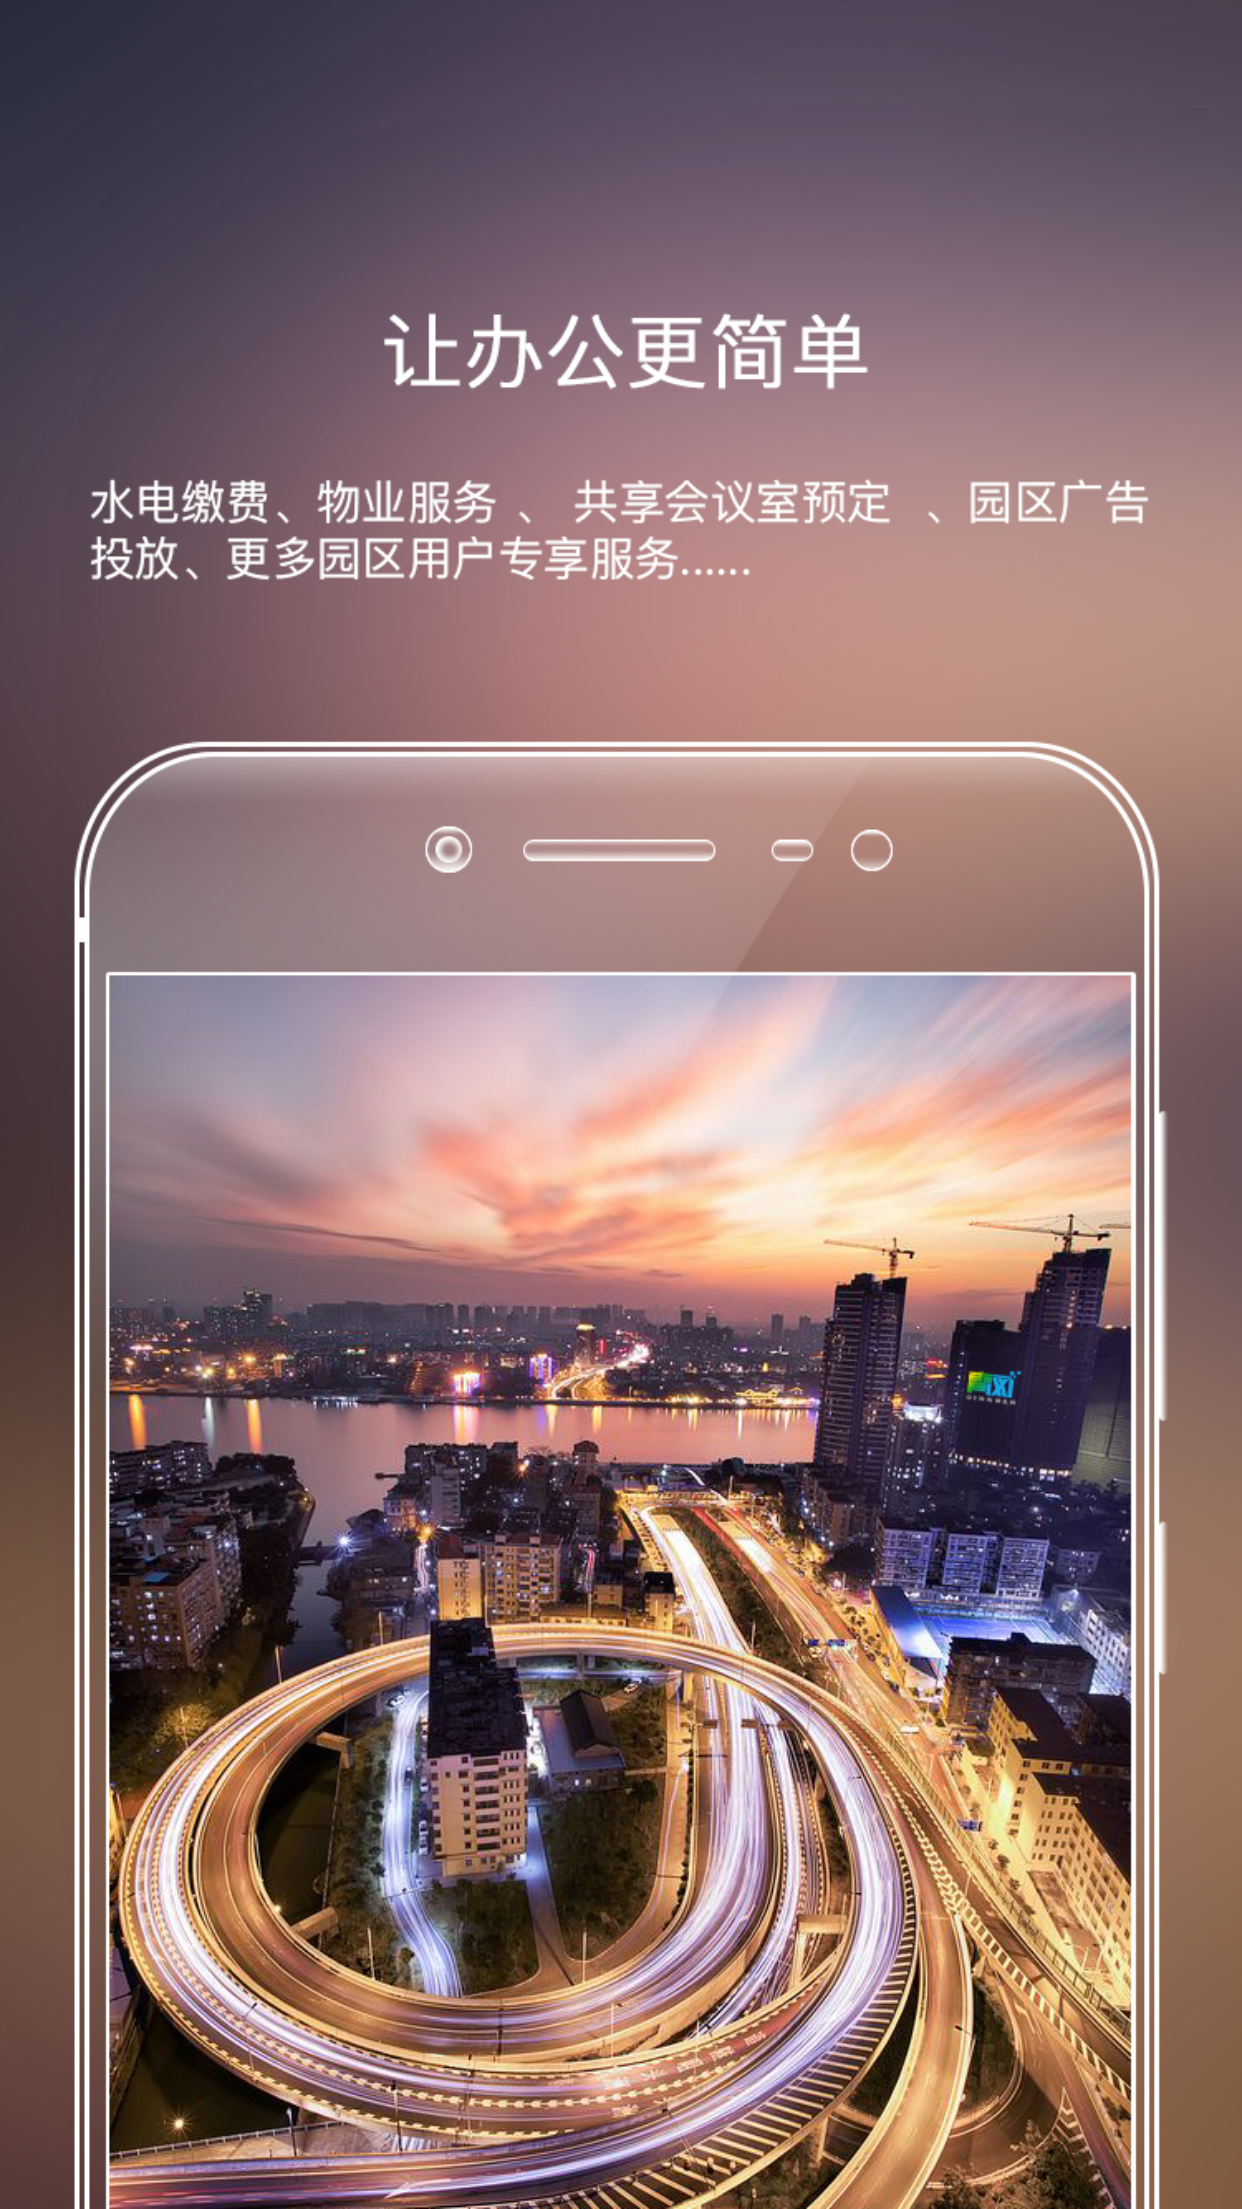 让办公更简单
水电缴费、物业服务 、 共享会议室预定 、园区广告
投放、更多园区用户专享服务......